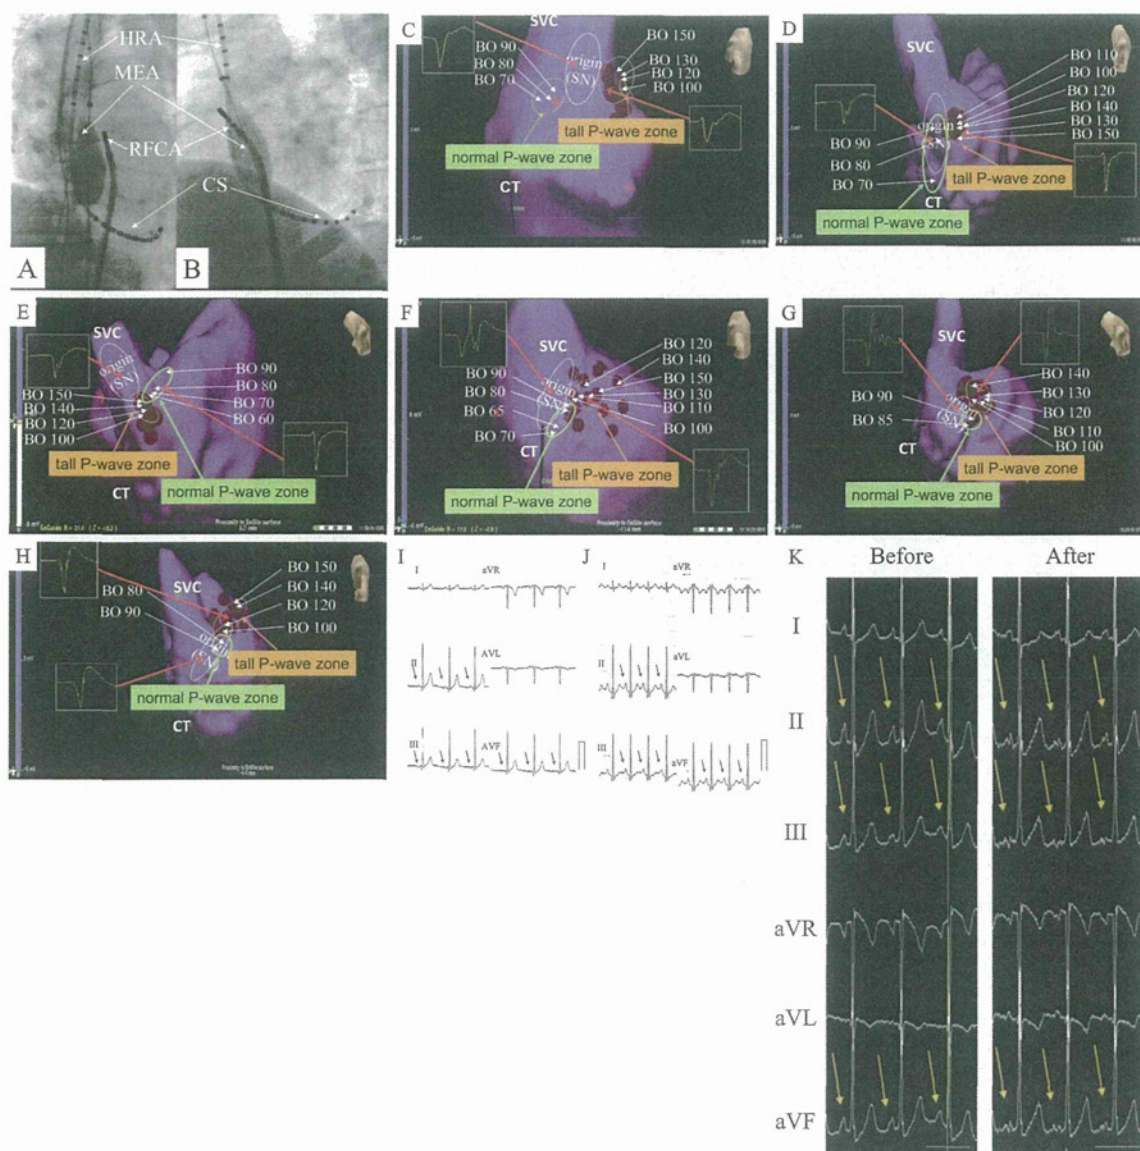 A
B
HRA
MEA
RFCA
CS
C
SVC
BO 150
BO 90
BO 80
BO 70
origin
(SN)
BO 130
BO 120
BO 100
tall P-wave zone
normal P-wave zone
CT
D
SVC
BO 110
BO 100
BO 120
BO 140
BO 130
BO 150
origin
(SN)
BO 90
BO 80
BO 70
tall P-wave zone
CT
normal P-wave zone
E
SVC
origin
(SN)
BO 90
BO 80
BO 70
BO 60
BO 150
BO 140
BO 120
BO 100
tall P-wave zone
normal P-wave zone
CT
F
SVC
BO 120
BO 140
BO 150
BO 130
BO 110
BO 100
origin
(SN)
BO 90
BO 80
BO 65
BO 70
CT
tall P-wave zone
normal P-wave zone
G
SVC
BO 140
BO 130
BO 120
BO 110
BO 100
BO 90
BO 85
origin
(SN)
CT
tall P-wave zone
normal P-wave zone
H
SVC
BO 150
BO 140
BO 120
BO 100
BO 80
BO 90
origin
(SN)
tall P-wave zone
normal P-wave zone
CT
I
I
aVR
II
AVL
III
AVF
J
I
aVR
II
aVL
III
aVF
K
Before
After
I
II
III
aVR
aVL
aVF